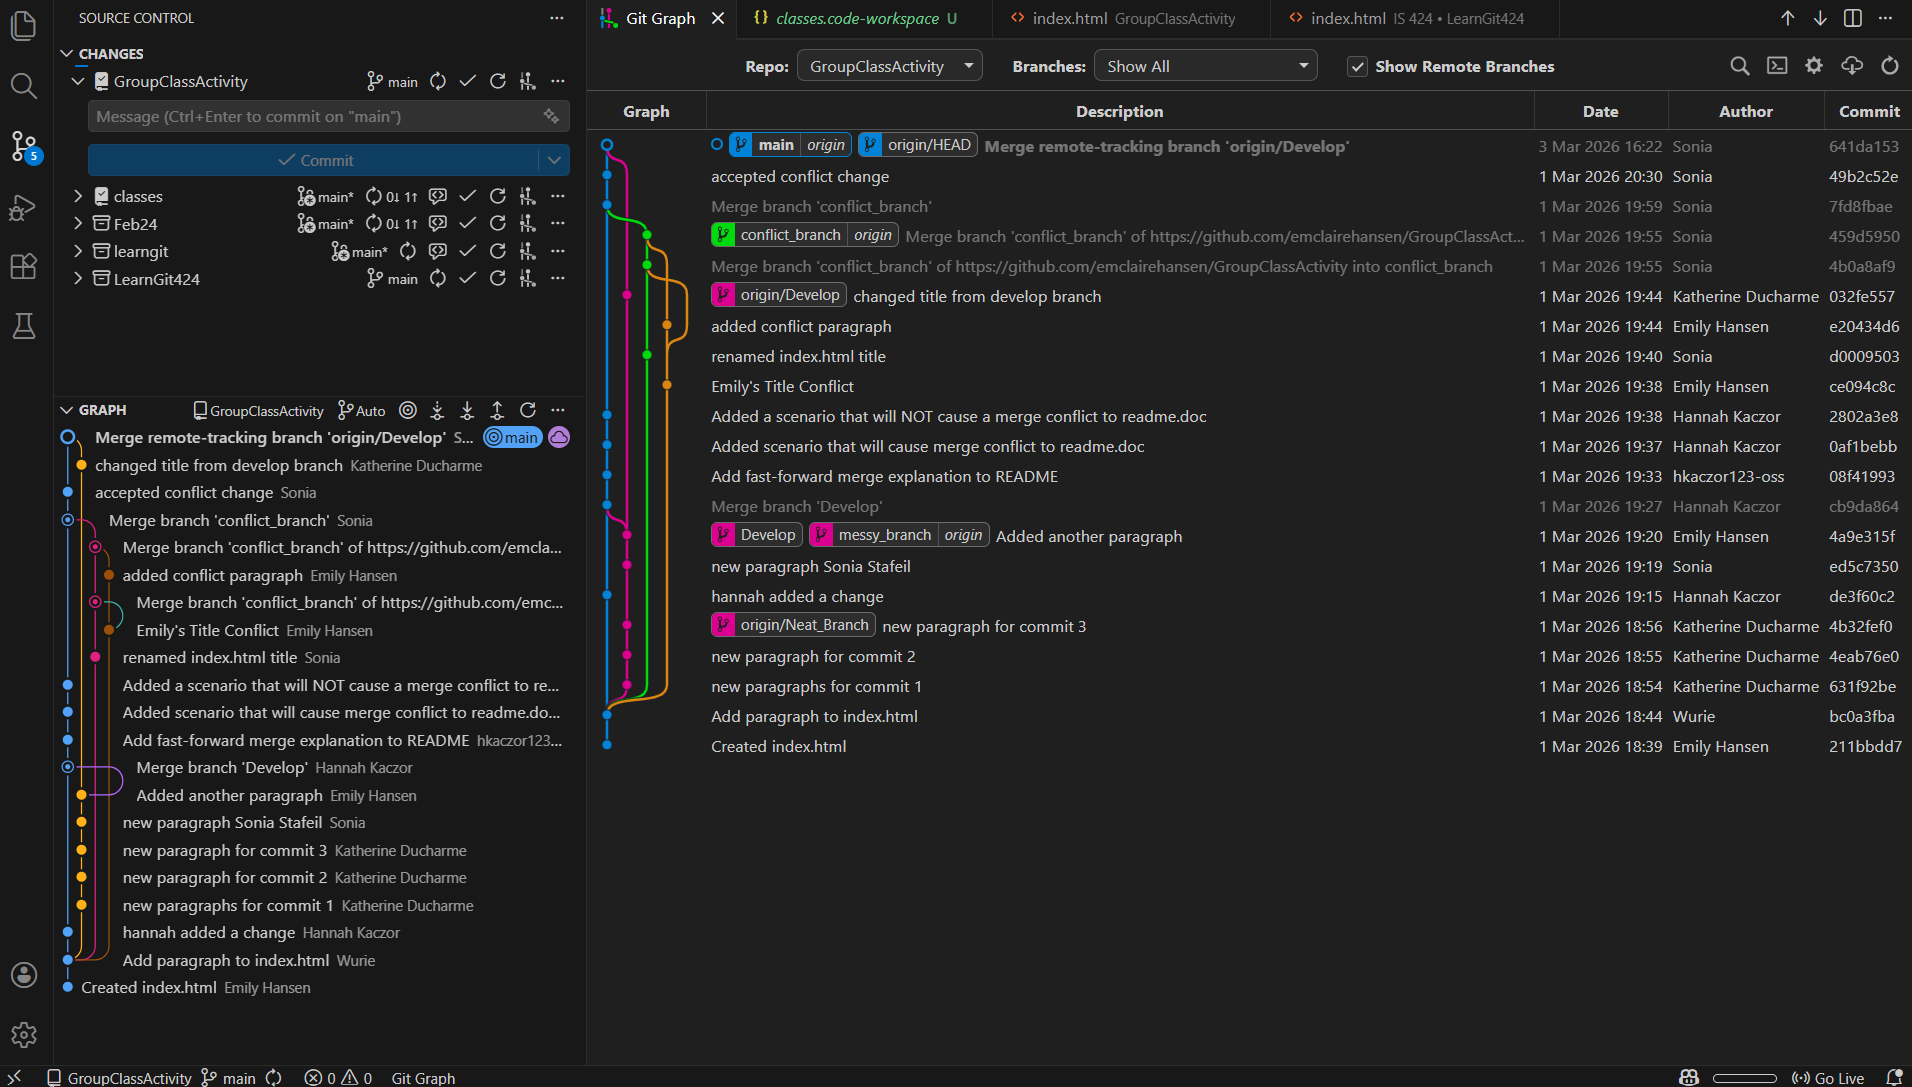 SOURCE CONTROL
CHANGES
GroupClassActivity main
Message (Ctrl+Enter to commit on "main")
Commit
classes main* 0↓ 1↑
Feb24 main* 0↓ 1↑
learngit main*
LearnGit424 main
5
GRAPH GroupClassActivity Auto
Merge remote-tracking branch 'origin/Develop' S... main
changed title from develop branch Katherine Ducharme
accepted conflict change Sonia
Merge branch 'conflict_branch' Sonia
Merge branch 'conflict_branch' of https://github.com/emcla...
added conflict paragraph Emily Hansen
Merge branch 'conflict_branch' of https://github.com/emc...
Emily's Title Conflict Emily Hansen
renamed index.html title Sonia
Added a scenario that will NOT cause a merge conflict to re...
Added scenario that will cause merge conflict to readme.do...
Add fast-forward merge explanation to README hkaczor123...
Merge branch 'Develop' Hannah Kaczor
Added another paragraph Emily Hansen
new paragraph Sonia Stafeil Sonia
new paragraph for commit 3 Katherine Ducharme
new paragraph for commit 2 Katherine Ducharme
new paragraphs for commit 1 Katherine Ducharme
hannah added a change Hannah Kaczor
Add paragraph to index.html Wurie
Created index.html Emily Hansen
Git Graph {} classes.code-workspace U <> index.html GroupClassActivity <> index.html IS 424 • LearnGit424
Repo: GroupClassActivity Branches: Show All Show Remote Branches
Graph Description Date Author Commit
main origin origin/HEAD Merge remote-tracking branch 'origin/Develop' 3 Mar 2026 16:22 Sonia 641da153
accepted conflict change 1 Mar 2026 20:30 Sonia 49b2c52e
Merge branch 'conflict_branch' 1 Mar 2026 19:59 Sonia 7fd8fbae
conflict_branch origin Merge branch 'conflict_branch' of https://github.com/emclairehansen/GroupClassAct... 1 Mar 2026 19:55 Sonia 459d5950
Merge branch 'conflict_branch' of https://github.com/emclairehansen/GroupClassActivity into conflict_branch 1 Mar 2026 19:55 Sonia 4b0a8af9
origin/Develop changed title from develop branch 1 Mar 2026 19:44 Katherine Ducharme 032fe557
added conflict paragraph 1 Mar 2026 19:44 Emily Hansen e20434d6
renamed index.html title 1 Mar 2026 19:40 Sonia d0009503
Emily's Title Conflict 1 Mar 2026 19:38 Emily Hansen ce094c8c
Added a scenario that will NOT cause a merge conflict to readme.doc 1 Mar 2026 19:38 Hannah Kaczor 2802a3e8
Added scenario that will cause merge conflict to readme.doc 1 Mar 2026 19:37 Hannah Kaczor 0af1bebb
Add fast-forward merge explanation to README 1 Mar 2026 19:33 hkaczor123-oss 08f41993
Merge branch 'Develop' 1 Mar 2026 19:27 Hannah Kaczor cb9da864
Develop messy_branch origin Added another paragraph 1 Mar 2026 19:20 Emily Hansen 4a9e315f
new paragraph Sonia Stafeil 1 Mar 2026 19:19 Sonia ed5c7350
hannah added a change 1 Mar 2026 19:15 Hannah Kaczor de3f60c2
origin/Neat_Branch new paragraph for commit 3 1 Mar 2026 18:56 Katherine Ducharme 4b32fef0
new paragraph for commit 2 1 Mar 2026 18:55 Katherine Ducharme 4eab76e0
new paragraphs for commit 1 1 Mar 2026 18:54 Katherine Ducharme 631f92be
Add paragraph to index.html 1 Mar 2026 18:44 Wurie bc0a3fba
Created index.html 1 Mar 2026 18:39 Emily Hansen 211bbdd7
GroupClassActivity main 0 0 Git Graph Go Live